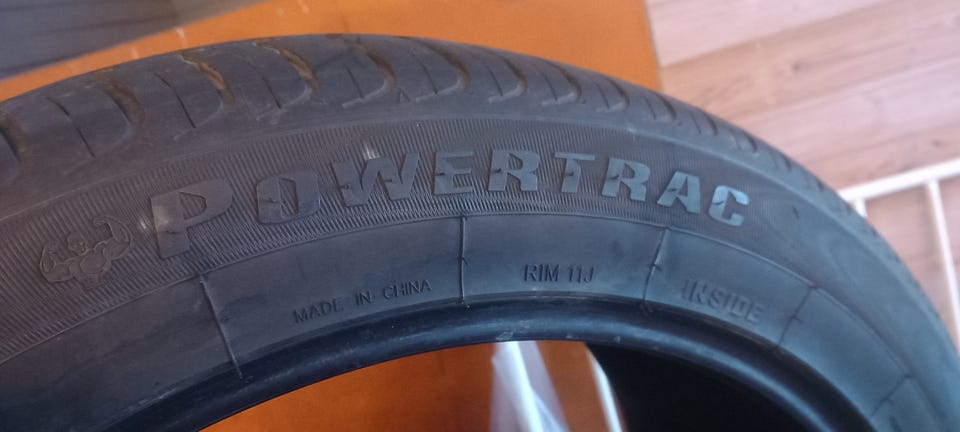 POWERTRAC
MADE IN CHINA
RIM 11J
INSIDE